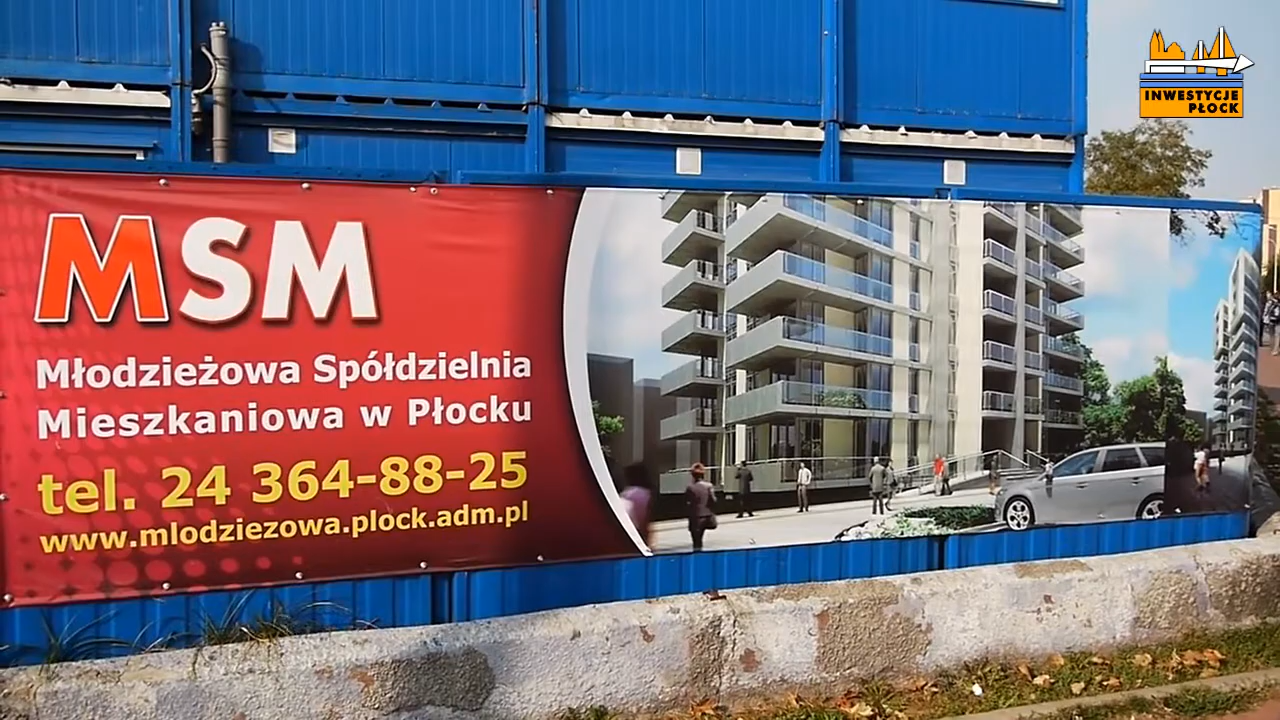 INWESTYCJE
PŁOCK
MSM
Młodzieżowa Spółdzielnia
Mieszkaniowa w Płocku
tel. 24 364-88-25
www.mlodziezowa.plock.adm.pl